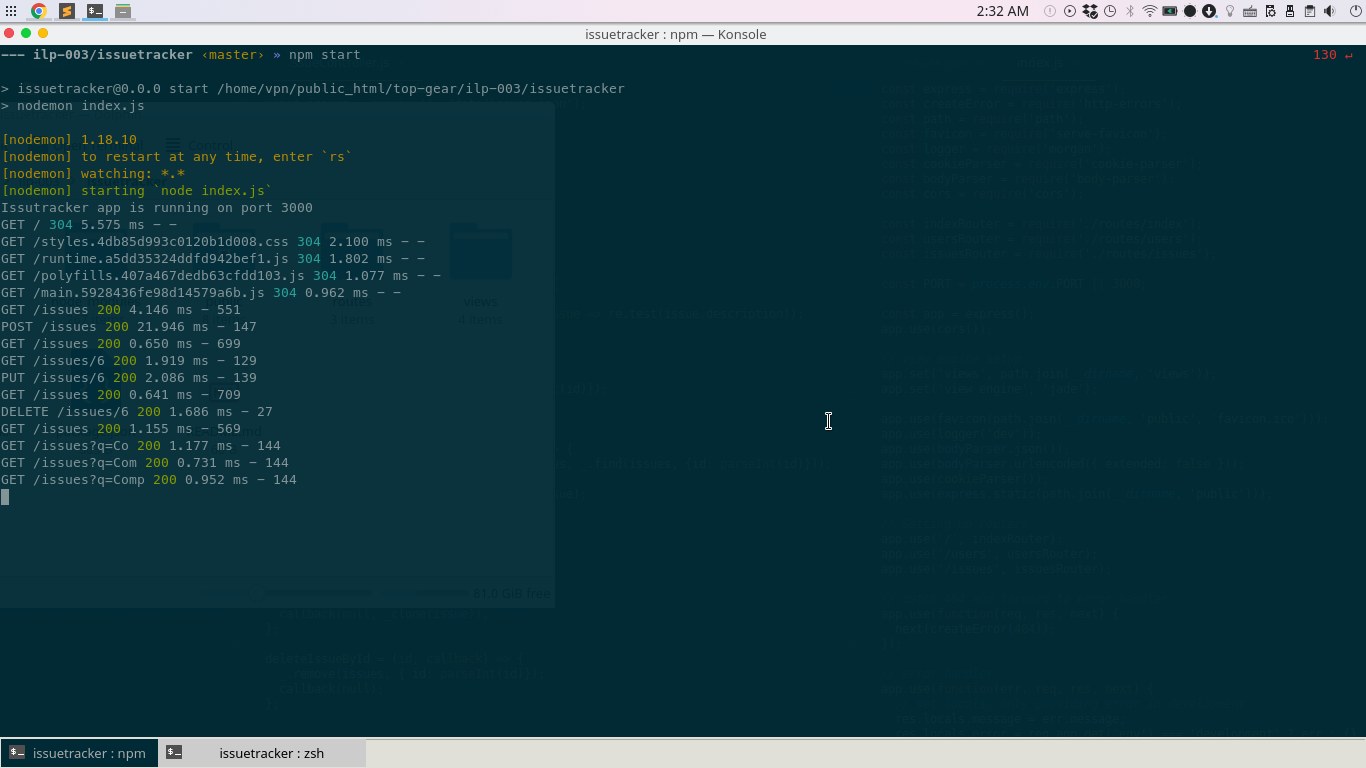 2:32 AM
issuetracker : npm — Konsole
--- ilp-003/issuetracker ‹master› » npm start
130 ↵
> issuetracker@0.0.0 start /home/vpn/public_html/top-gear/ilp-003/issuetracker
> nodemon index.js
[nodemon] 1.18.10
[nodemon] to restart at any time, enter `rs`
[nodemon] watching: *.*
[nodemon] starting `node index.js`
Issutracker app is running on port 3000
GET / 304 5.575 ms - -
GET /styles.4db85d993c0120b1d008.css 304 2.100 ms - -
GET /runtime.a5dd35324ddfd942bef1.js 304 1.802 ms - -
GET /polyfills.407a467dedb63cfdd103.js 304 1.077 ms - -
GET /main.5928436fe98d14579a6b.js 304 0.962 ms - -
GET /issues 200 4.146 ms - 551
POST /issues 200 21.946 ms - 147
GET /issues 200 0.650 ms - 699
GET /issues/6 200 1.919 ms - 129
PUT /issues/6 200 2.086 ms - 139
GET /issues 200 0.641 ms - 709
DELETE /issues/6 200 1.686 ms - 27
GET /issues 200 1.155 ms - 569
GET /issues?q=Co 200 1.177 ms - 144
GET /issues?q=Com 200 0.731 ms - 144
GET /issues?q=Comp 200 0.952 ms - 144
Control
views
4 items
81.0 GiB free
issuetracker : npm
issuetracker : zsh